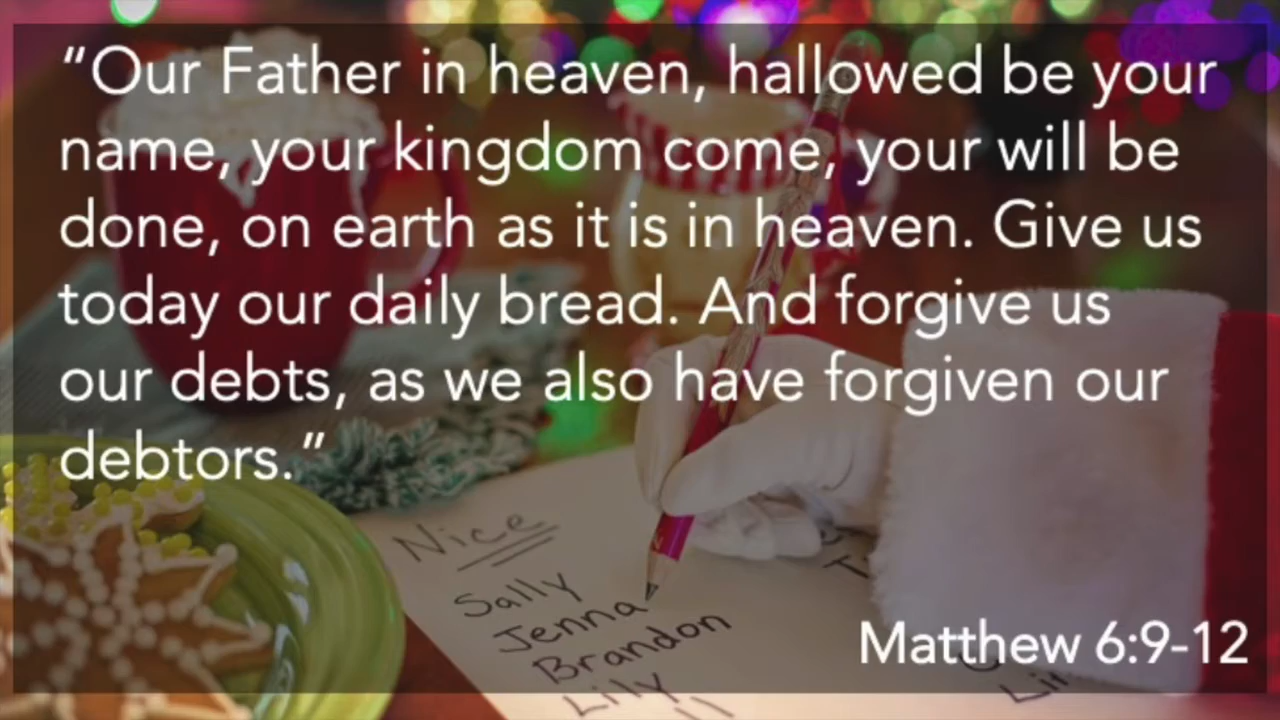 “Our Father in heaven, hallowed be your
name, your kingdom come, your will be
done, on earth as it is in heaven. Give us
today our daily bread. And forgive us
our debts, as we also have forgiven our
debtors.”
Nice
Sally
Jenna
Brandon
Lily
Matthew 6:9-12